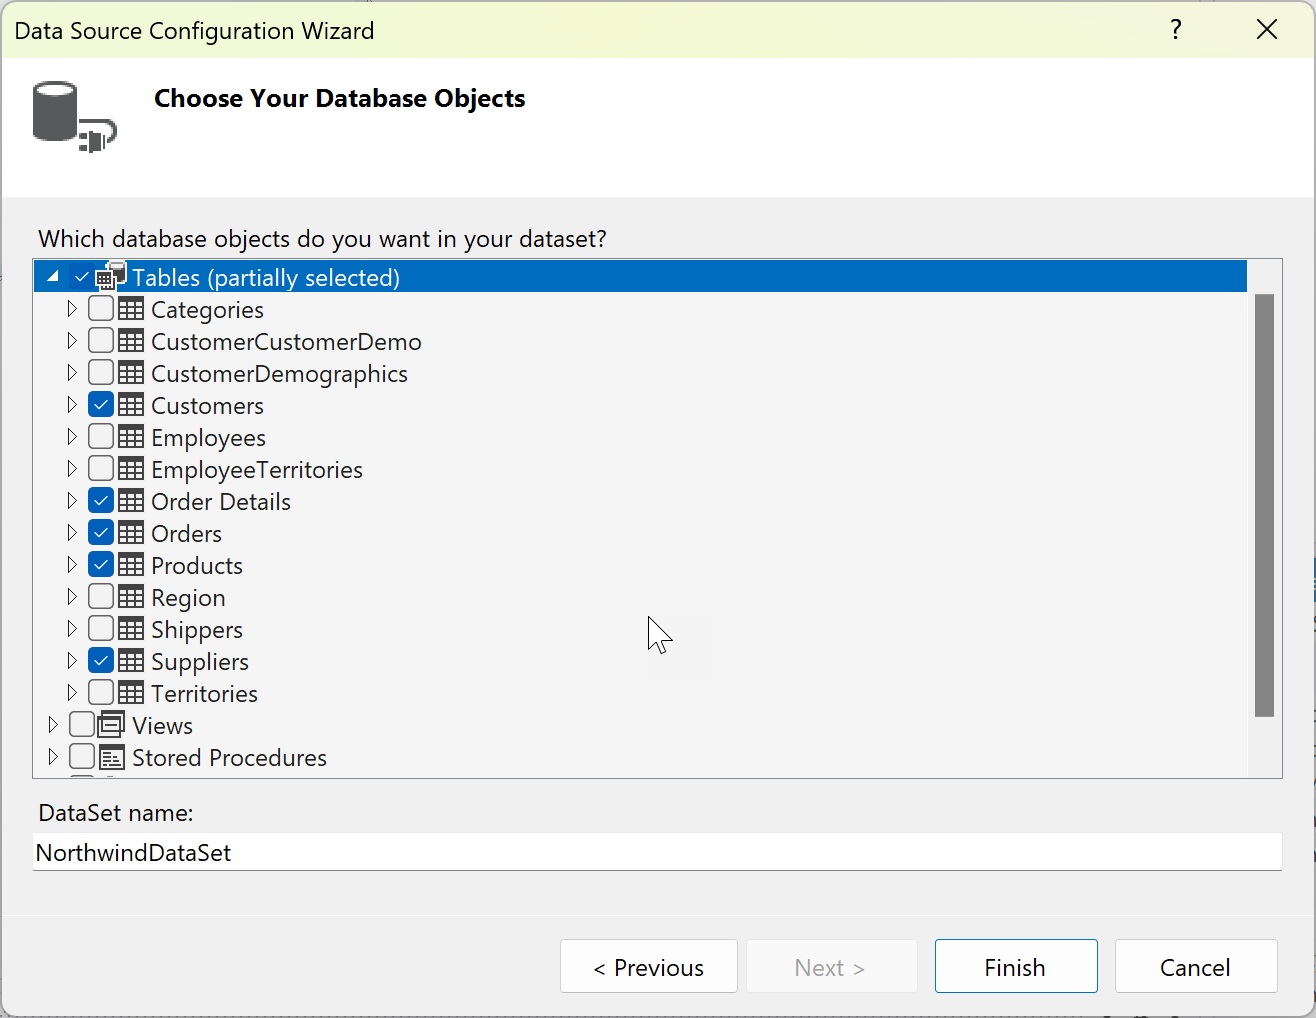 Data Source Configuration Wizard ?
Choose Your Database Objects
Which database objects do you want in your dataset?
Tables (partially selected)
Categories
CustomerCustomerDemo
CustomerDemographics
Customers
Employees
EmployeeTerritories
Order Details
Orders
Products
Region
Shippers
Suppliers
Territories
Views
Stored Procedures
DataSet name:
NorthwindDataSet
< Previous Next > Finish Cancel